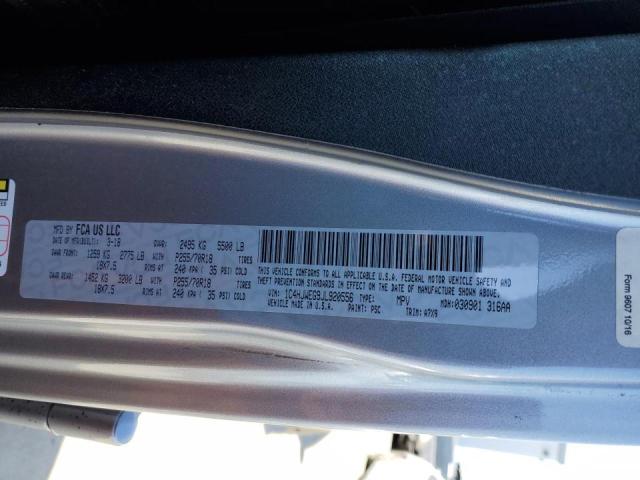 MFD BY FCA US LLC
DATE OF MFR(BUILT): 3-18 GVWR: 2495 KG 5500 LB
GAWR FRONT: 1259 KG 2775 LB P255/70R18 TIRES
18X7.5 RIMS AT 240 KPA ( 35 PSI) COLD
GAWR REAR: 1452 KG 3200 LB P255/70R18 TIRES
18X7.5 RIMS AT 240 KPA ( 35 PSI) COLD
THIS VEHICLE CONFORMS TO ALL APPLICABLE U.S.A. FEDERAL MOTOR VEHICLE SAFETY AND
THEFT PREVENTION STANDARDS IN EFFECT ON THE DATE OF MANUFACTURE SHOWN ABOVE.
VIN: 1C4HJWEG9JL920556 TYPE: MPV MDH: 030901 316AA
VEHICLE MADE IN U.S.A. PAINT: PSC TRIM: A7X9
Form 9607 10/16